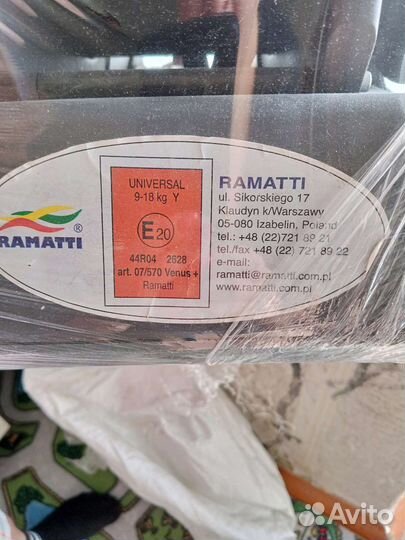 RAMATTI ®
UNIVERSAL
9-18 kg Y
E 20
44R04 2628
art. 07/570 Venus +
Ramatti
RAMATTI
ul. Sikorskiego 17
Klaudyn k/Warszawy
05-080 Izabelin, Poland
tel.: +48 (22)721 89 21
tel./fax +48 (22) 721 89 22
e-mail:
ramatti@ramatti.com.pl
www.ramatti.com.pl
Avito